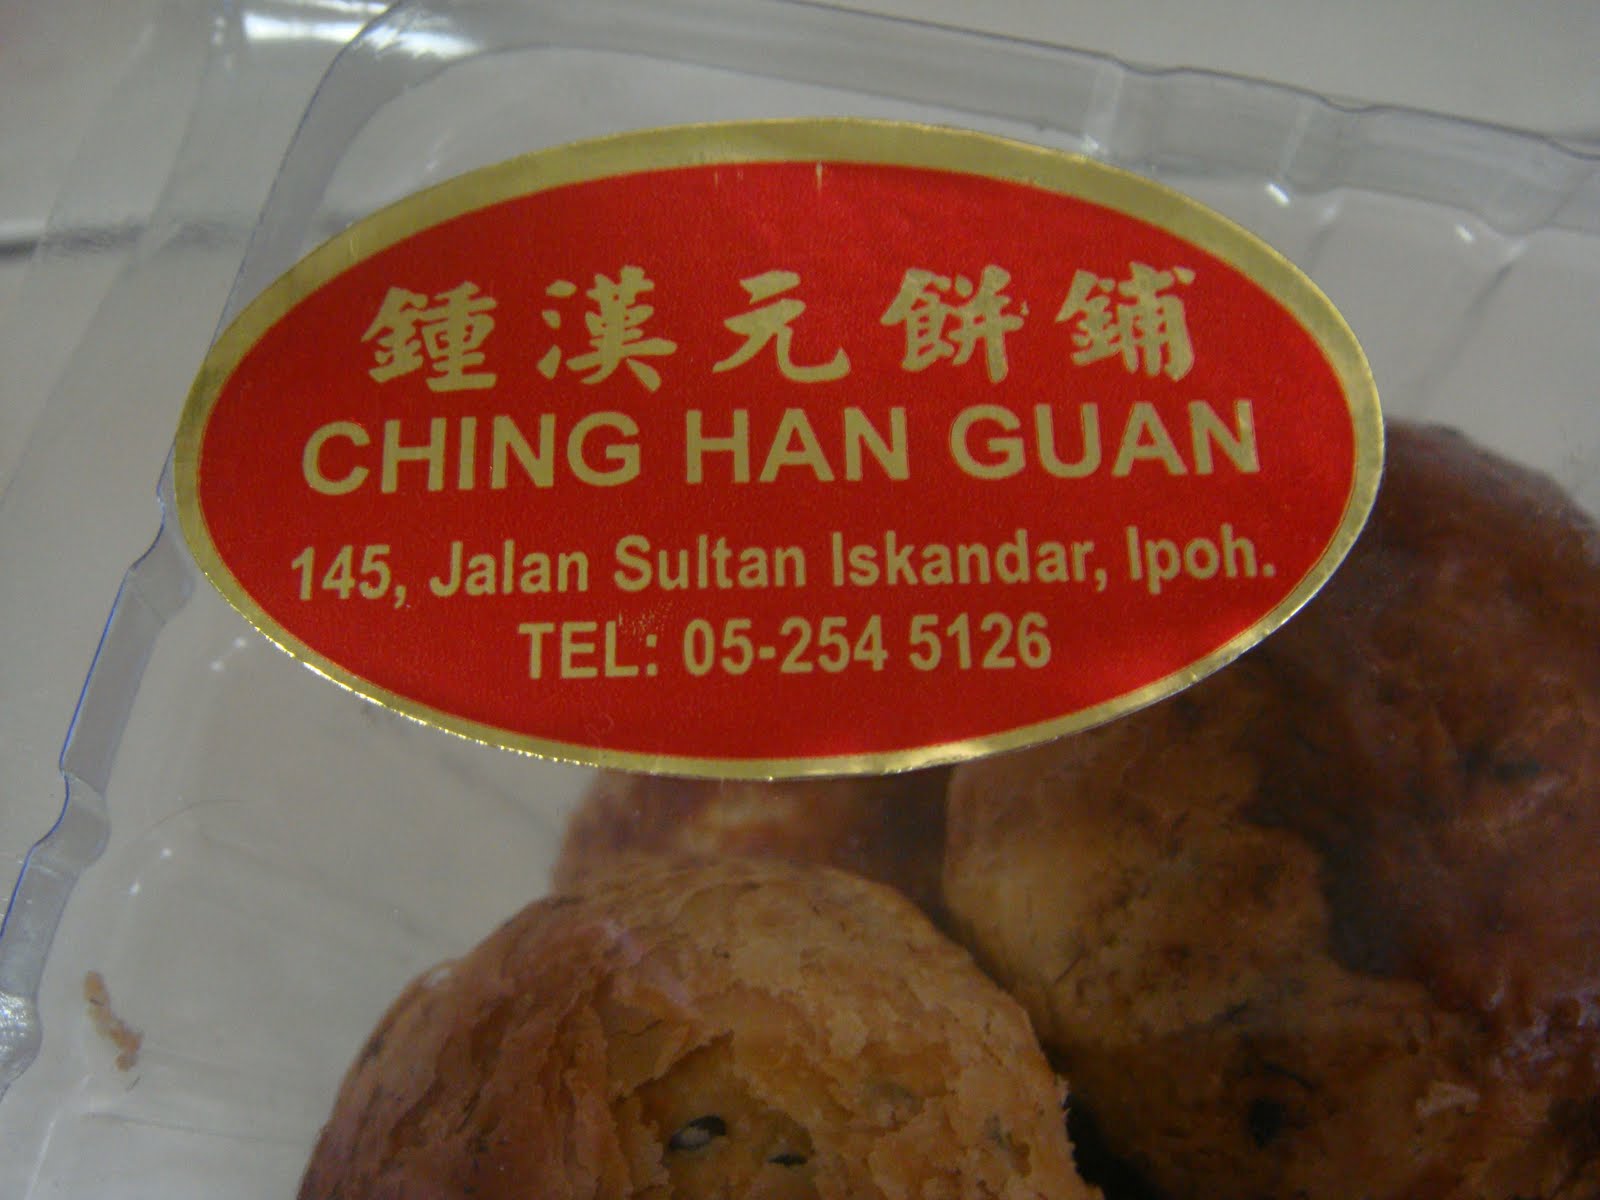 鍾漢元餅鋪
CHING HAN GUAN
145, Jalan Sultan Iskandar, Ipoh.
TEL: 05-254 5126